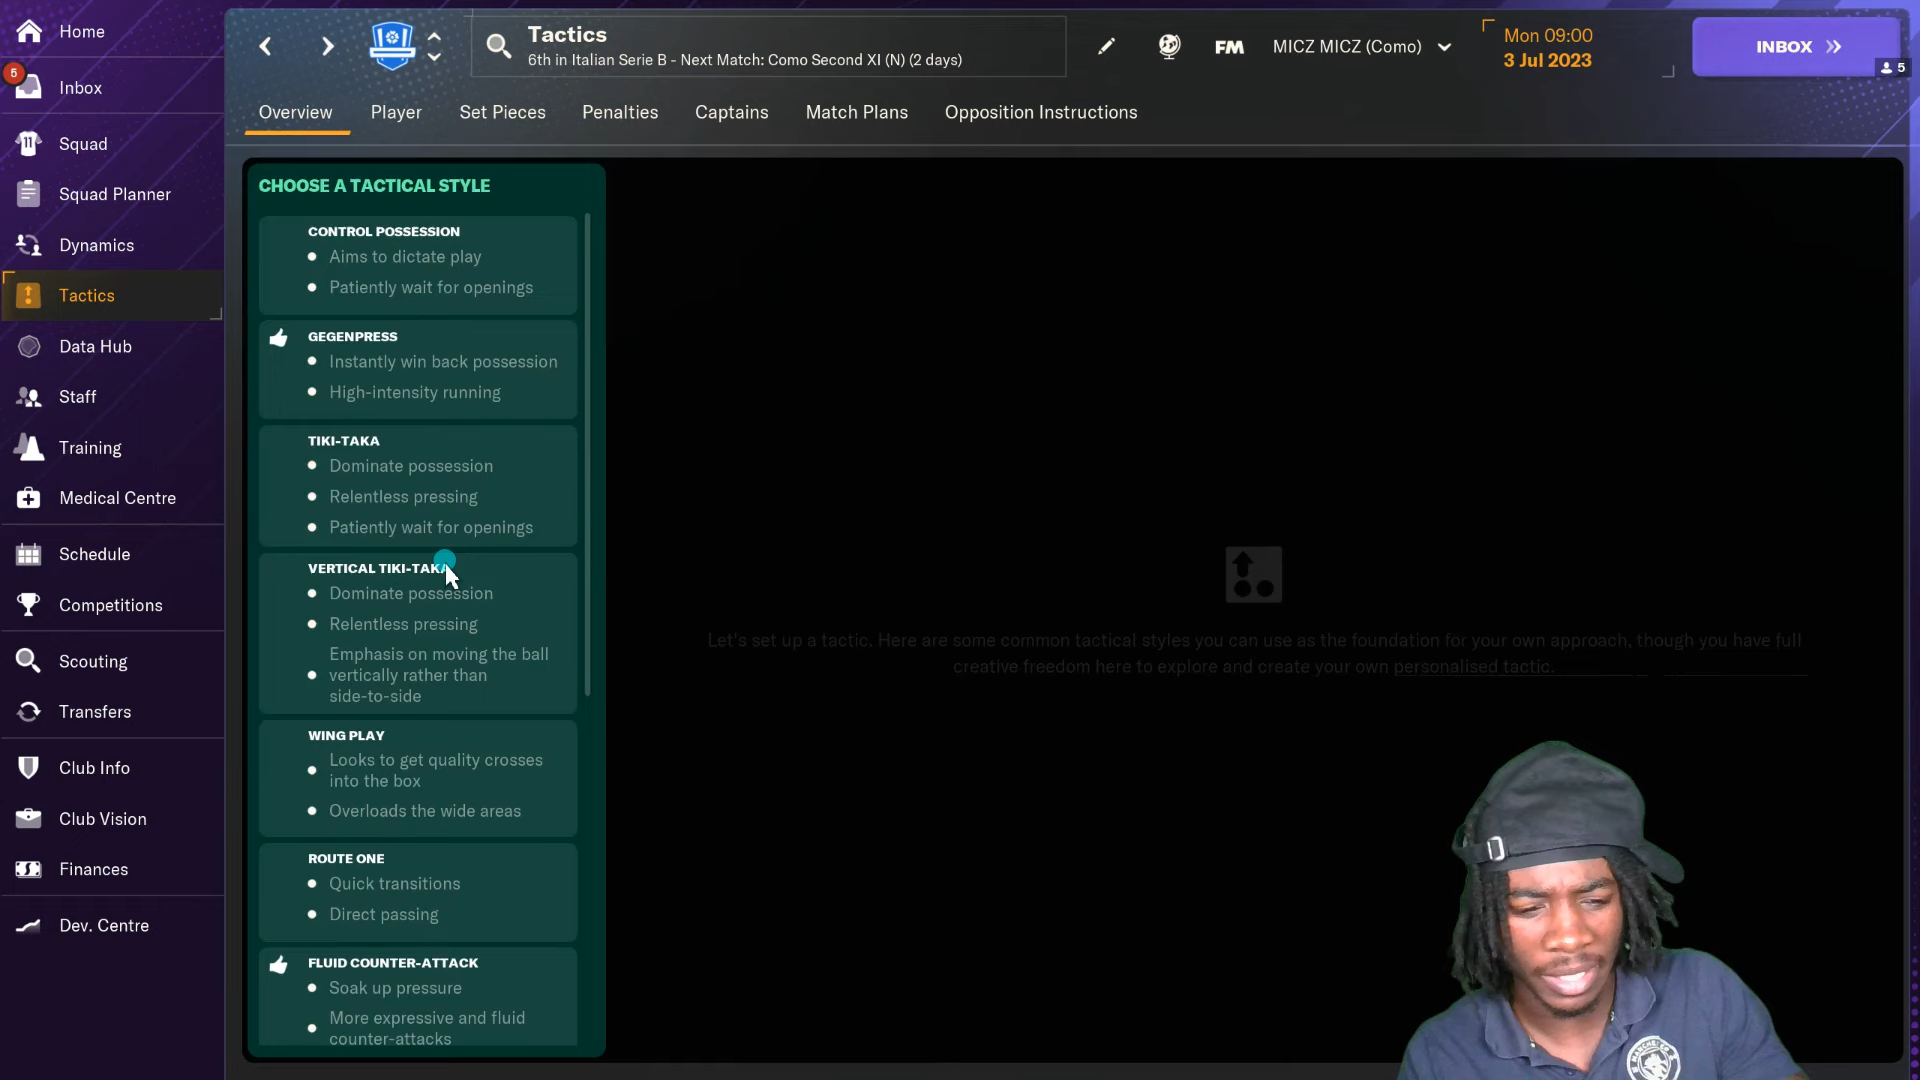 Home
5
Inbox
Squad
Squad Planner
Dynamics
Tactics
Data Hub
Staff
Training
Medical Centre
Schedule
Competitions
Scouting
Transfers
Club Info
Club Vision
Finances
Dev. Centre
Tactics
6th in Italian Serie B - Next Match: Como Second XI (N) (2 days)
FM
MICZ MICZ (Como)
Mon 09:00
3 Jul 2023
INBOX
5
Overview
Player
Set Pieces
Penalties
Captains
Match Plans
Opposition Instructions
CHOOSE A TACTICAL STYLE
CONTROL POSSESSION
Aims to dictate play
Patiently wait for openings
GEGENPRESS
Instantly win back possession
High-intensity running
TIKI-TAKA
Dominate possession
Relentless pressing
Patiently wait for openings
VERTICAL TIKI-TAKA
Dominate possession
Relentless pressing
Emphasis on moving the ball
vertically rather than
side-to-side
WING PLAY
Looks to get quality crosses
into the box
Overloads the wide areas
ROUTE ONE
Quick transitions
Direct passing
FLUID COUNTER-ATTACK
Soak up pressure
More expressive and fluid
counter-attacks
Let's set up a tactic. Here are some common tactical styles you can use as the foundation for your own approach, though you have full
creative freedom here to explore and create your own personalised tactic.